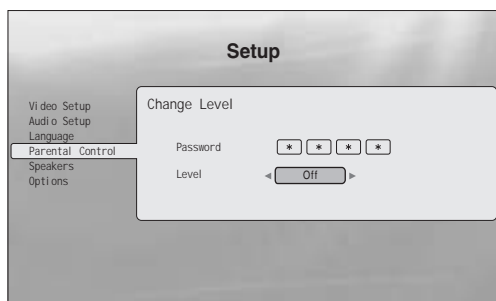 Setup
Video Setup
Audio Setup
Language
Parental Control
Speakers
Options
Change Level
Password * * * *
Level Off